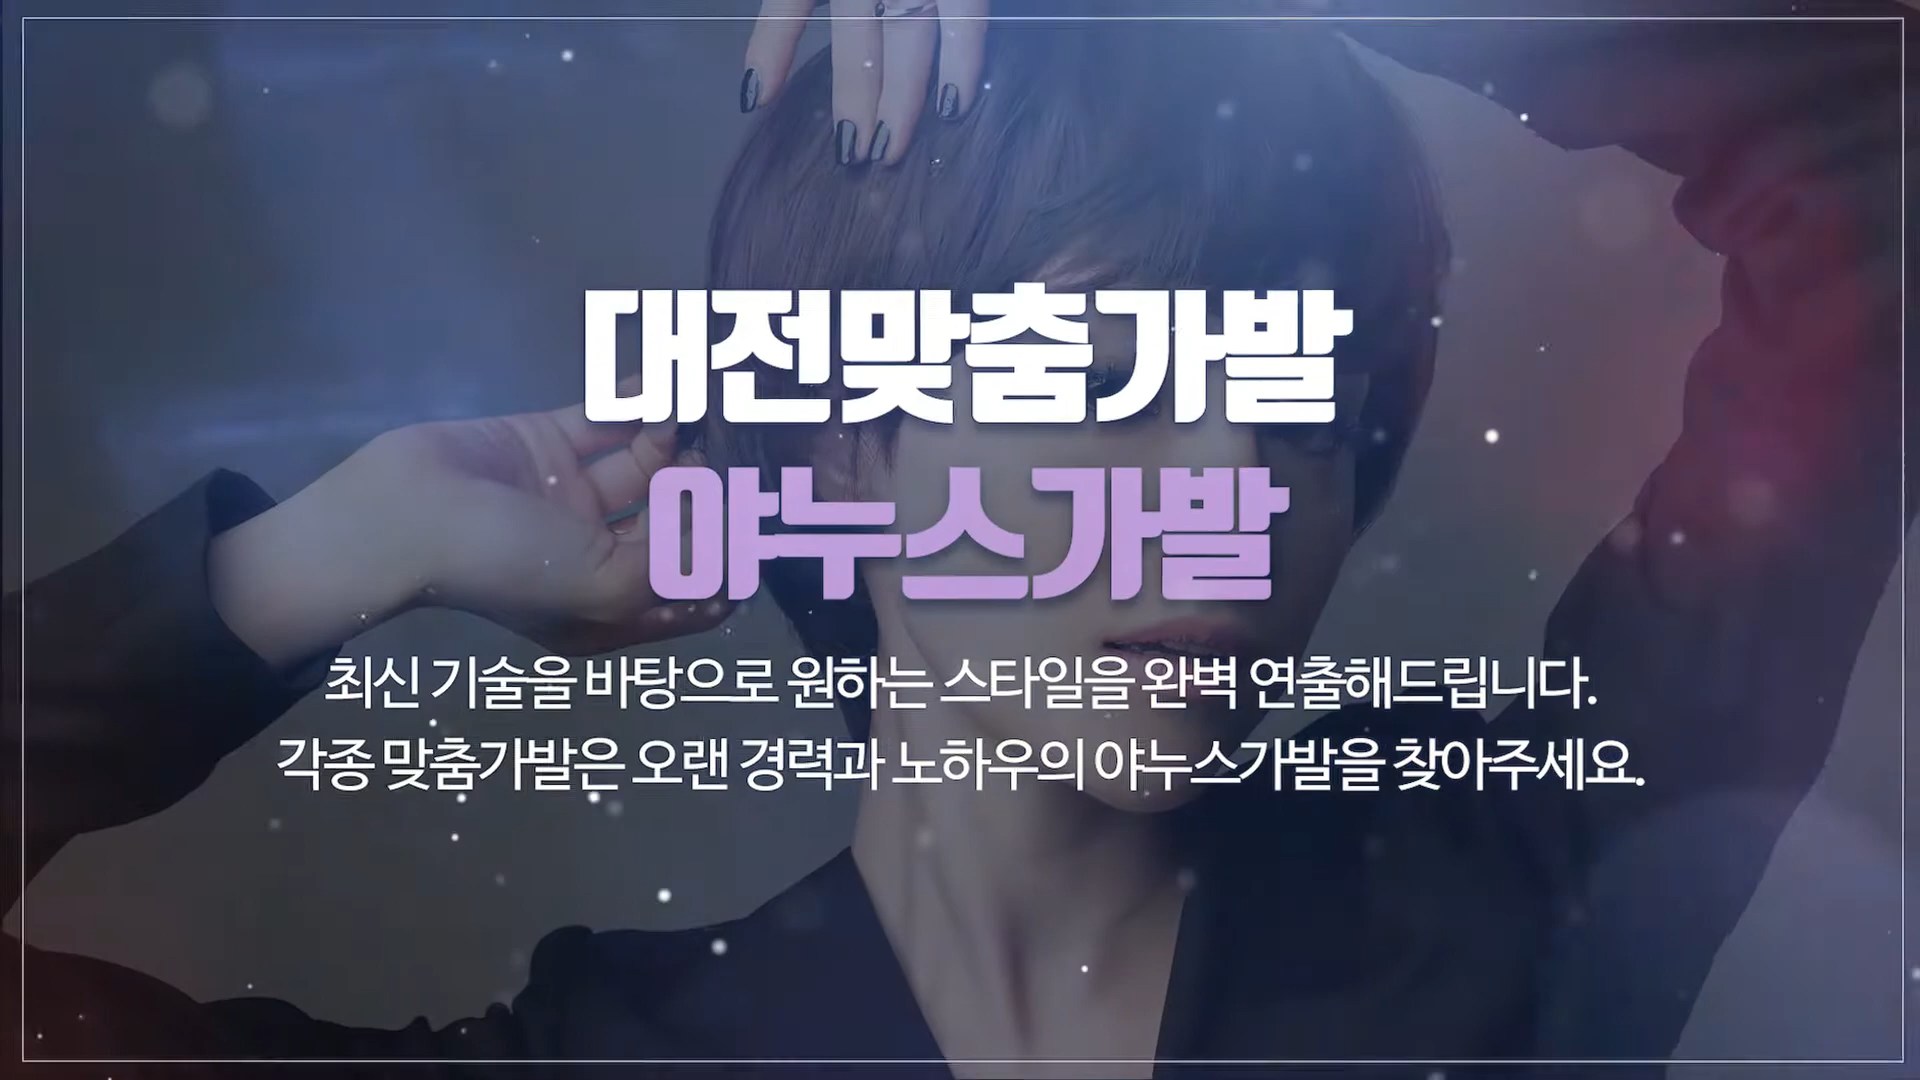 대전맞춤가발
야누스가발
최신 기술을 바탕으로 원하는 스타일을 완벽 연출해드립니다.
각종 맞춤가발은 오랜 경력과 노하우의 야누스가발을 찾아주세요.